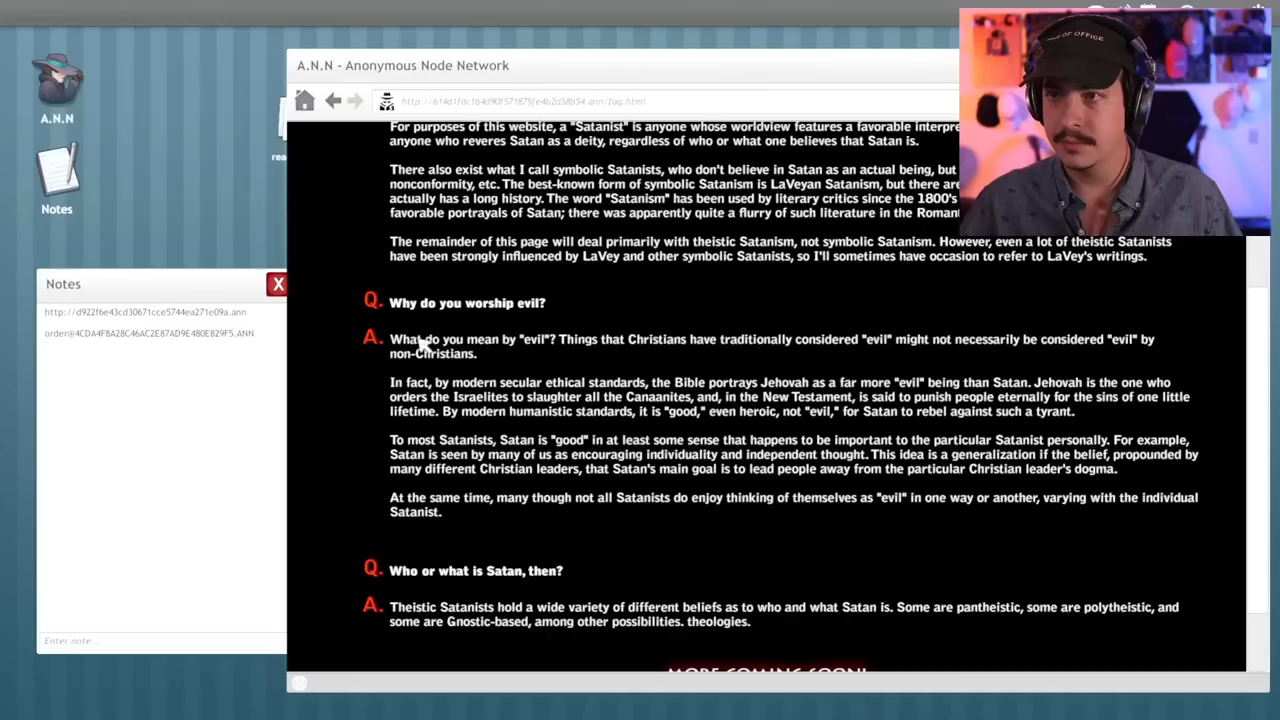 OF OFFICE
A.N.N - Anonymous Node Network
A.N.N
http://614d1fdc1b4d90f571875fe4b2d58b54.ann/faq.html
For purposes of this website, a "Satanist" is anyone whose worldview features a favorable interpre
anyone who reveres Satan as a deity, regardless of who or what one believes that Satan is.
There also exist what I call symbolic Satanists, who don't believe in Satan as an actual being, but
nonconformity, etc. The best-known form of symbolic Satanism is LaVeyan Satanism, but there are
actually has a long history. The word "Satanism" has been used by literary critics since the 1800's
favorable portrayals of Satan; there was apparently quite a flurry of such literature in the Roman
The remainder of this page will deal primarily with theistic Satanism, not symbolic Satanism. However, even a lot of theistic Satanists
have been strongly influenced by LaVey and other symbolic Satanists, so I'll sometimes have occasion to refer to LaVey's writings.
Notes
rea
Notes
X
http://d922f6e43cd30671cce5744ea271e09a.ann
order@4CDA4F8A28C46AC2E87AD9E480E829F5.ANN
Enter note...
Q. Why do you worship evil?
A. What do you mean by "evil"? Things that Christians have traditionally considered "evil" might not necessarily be considered "evil" by
non-Christians.
In fact, by modern secular ethical standards, the Bible portrays Jehovah as a far more "evil" being than Satan. Jehovah is the one who
orders the Israelites to slaughter all the Canaanites, and, in the New Testament, is said to punish people eternally for the sins of one little
lifetime. By modern humanistic standards, it is "good," even heroic, not "evil," for Satan to rebel against such a tyrant.
To most Satanists, Satan is "good" in at least some sense that happens to be important to the particular Satanist personally. For example,
Satan is seen by many of us as encouraging individuality and independent thought. This idea is a generalization if the belief, propounded by
many different Christian leaders, that Satan's main goal is to lead people away from the particular Christian leader's dogma.
At the same time, many though not all Satanists do enjoy thinking of themselves as "evil" in one way or another, varying with the individual
Satanist.
Q. Who or what is Satan, then?
A. Theistic Satanists hold a wide variety of different beliefs as to who and what Satan is. Some are pantheistic, some are polytheistic, and
some are Gnostic-based, among other possibilities. theologies.
MORE COMING SOON!